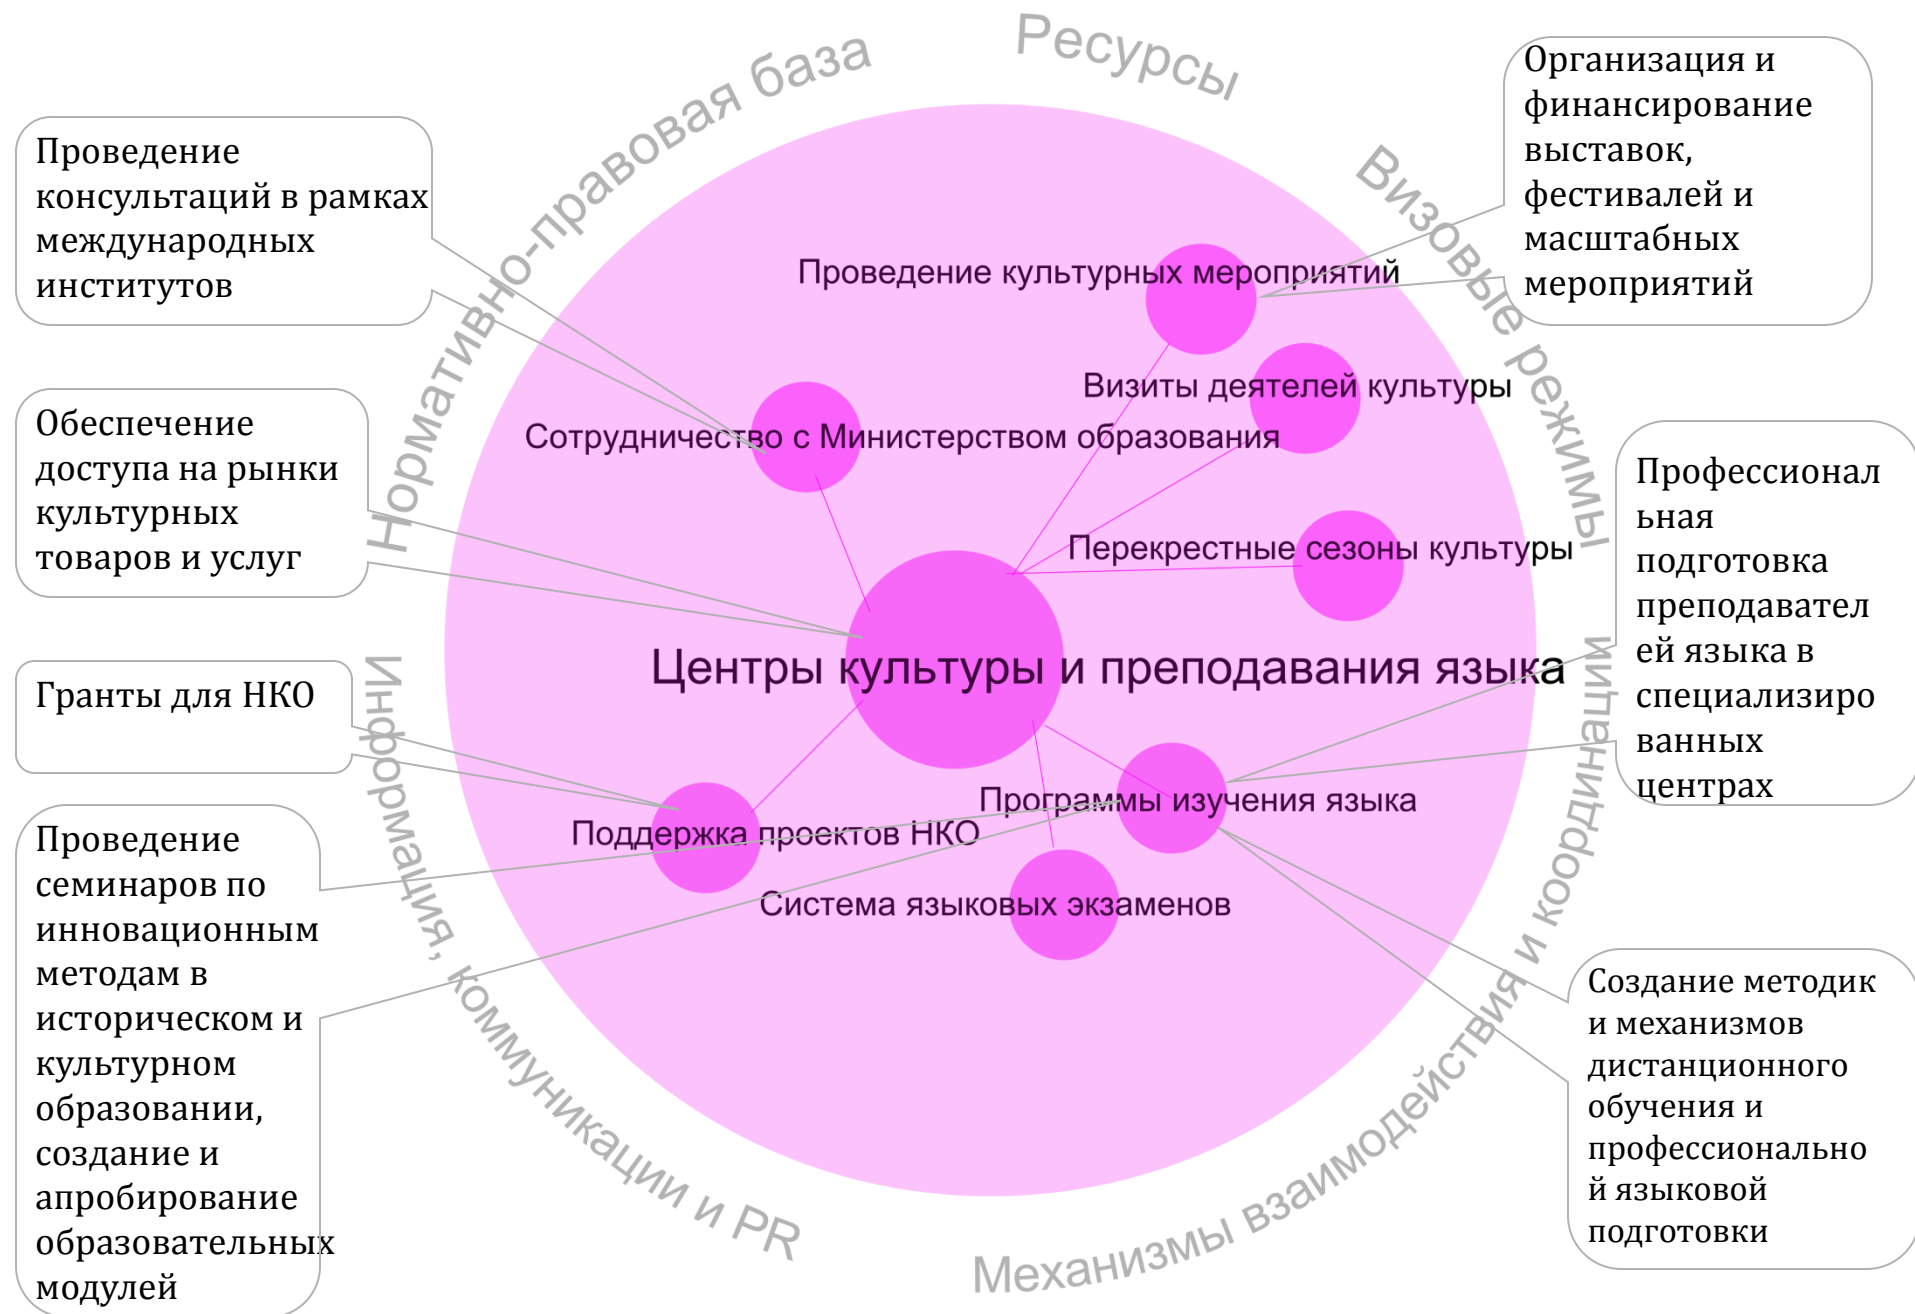 Нормативно-правовая база
Ресурсы
Визовые режимы
Механизмы взаимодействия и координации
Информация, коммуникации и PR
Проведение
консультаций в рамках
международных
институтов
Обеспечение
доступа на рынки
культурных
товаров и услуг
Гранты для НКО
Проведение
семинаров по
инновационным
методам в
историческом и
культурном
образовании,
создание и
апробирование
образовательных
модулей
Проведение культурных мероприятий
Визиты деятелей культуры
Сотрудничество с Министерством образования
Перекрестные сезоны культуры
Центры культуры и преподавания языка
Программы изучения языка
Поддержка проектов НКО
Система языковых экзаменов
Организация и
финансирование
выставок,
фестивалей и
масштабных
мероприятий
Профессионал
ьная
подготовка
преподавател
ей языка в
специализиро
ванных
центрах
Создание методик
и механизмов
дистанционного
обучения и
профессионально
й языковой
подготовки